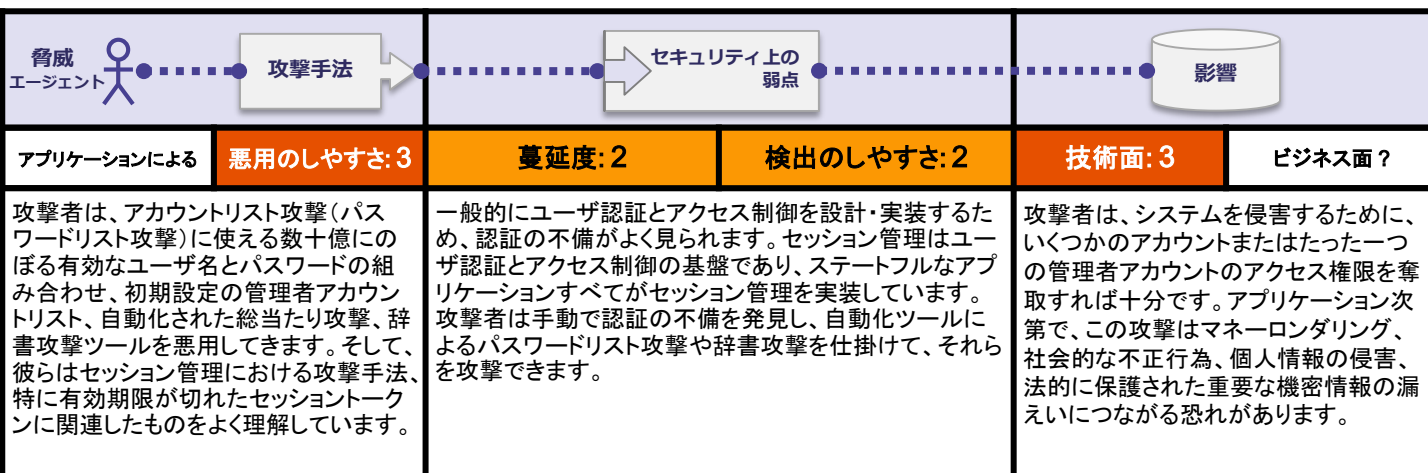 脅威
エージェント
攻撃手法
セキュリティ上の
弱点
影響
アプリケーションによる
悪用のしやすさ: 3
蔓延度: 2
検出のしやすさ: 2
技術面: 3
ビジネス面 ?
攻撃者は、アカウントリスト攻撃(パス
ワードリスト攻撃)に使える数十億にの
ぼる有効なユーザ名とパスワードの組
み合わせ、初期設定の管理者アカウン
トリスト、自動化された総当たり攻撃、辞
書攻撃ツールを悪用してきます。そして、
彼らはセッション管理における攻撃手法、
特に有効期限が切れたセッショントーク
ンに関連したものをよく理解しています。
一般的にユーザ認証とアクセス制御を設計・実装するた
め、認証の不備がよく見られます。セッション管理はユー
ザ認証とアクセス制御の基盤であり、ステートフルなアプ
リケーションすべてがセッション管理を実装しています。
攻撃者は手動で認証の不備を発見し、自動化ツールに
よるパスワードリスト攻撃や辞書攻撃を仕掛けて、それら
を攻撃できます。
攻撃者は、システムを侵害するために、
いくつかのアカウントまたはたった一つ
の管理者アカウントのアクセス権限を奪
取すれば十分です。アプリケーション次
第で、この攻撃はマネーロンダリング、
社会的な不正行為、個人情報の侵害、
法的に保護された重要な機密情報の漏
えいにつながる恐れがあります。